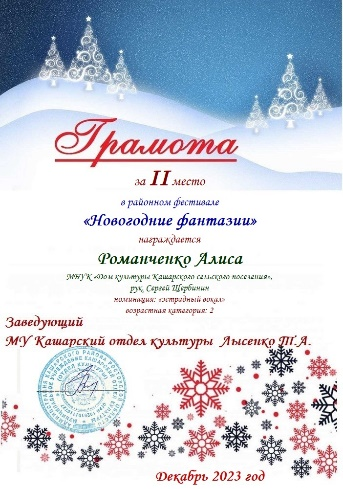 Грамота
за II место
в районном фестивале
«Новогодние фантазии»
награждается
Романченко Алиса
МБУК «Дом культуры Кашарского сельского поселения»,
рук. Сергей Щербинин
номинация: «эстрадный вокал»
возрастная категория: 2
Заведующий
МУ Кашарский отдел культуры Лысенко Т.А.
Декабрь 2023 год